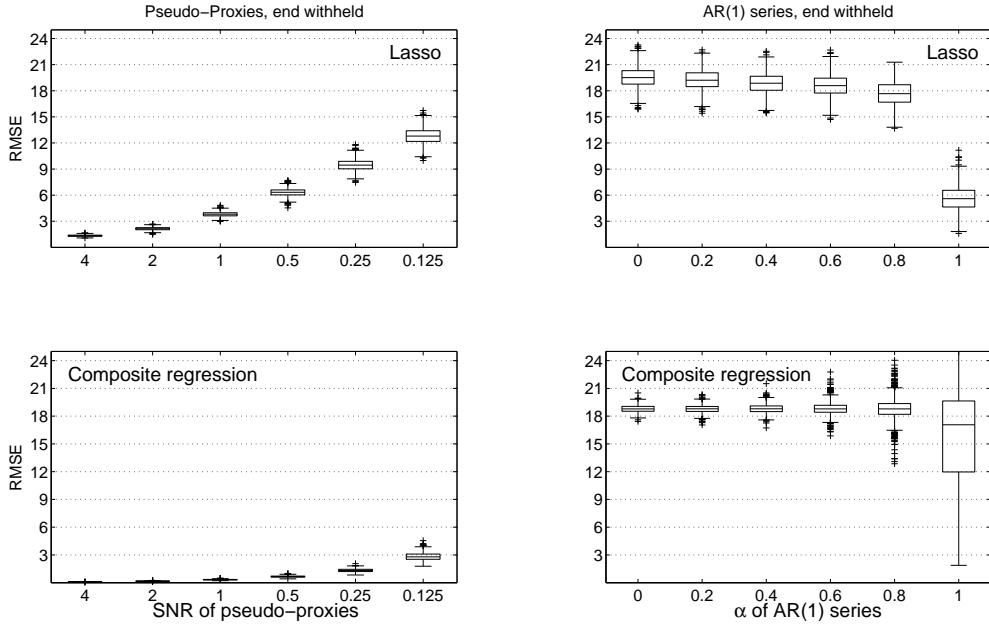 Pseudo-Proxies, end withheld
24
21
18
15
12
9
6
3
RMSE
Lasso
4 2 1 0.5 0.25 0.125
AR(1) series, end withheld
24
21
18
15
12
9
6
3
Lasso
0 0.2 0.4 0.6 0.8 1
24
21
18
15
12
9
6
3
RMSE
Composite regression
4 2 1 0.5 0.25 0.125
SNR of pseudo-proxies
24
21
18
15
12
9
6
3
Composite regression
0 0.2 0.4 0.6 0.8 1
α of AR(1) series